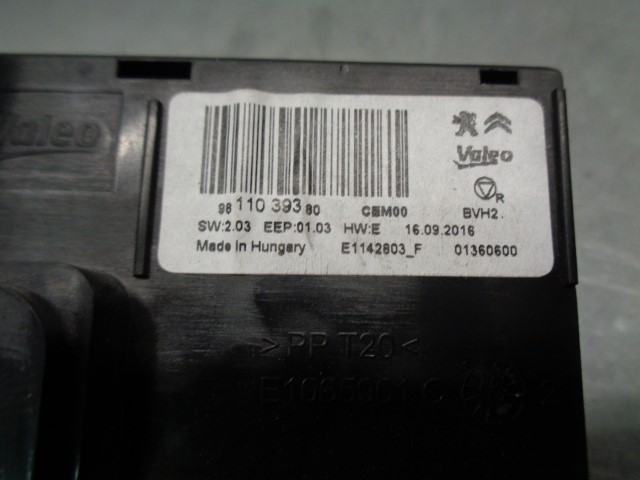 Valeo
Valeo
R
98 110 393 80 CEM00 BVH2.
SW:2.03 EEP:01.03 HW:E 16.09.2016
Made in Hungary E1142803_F 01360600
>PP T20<